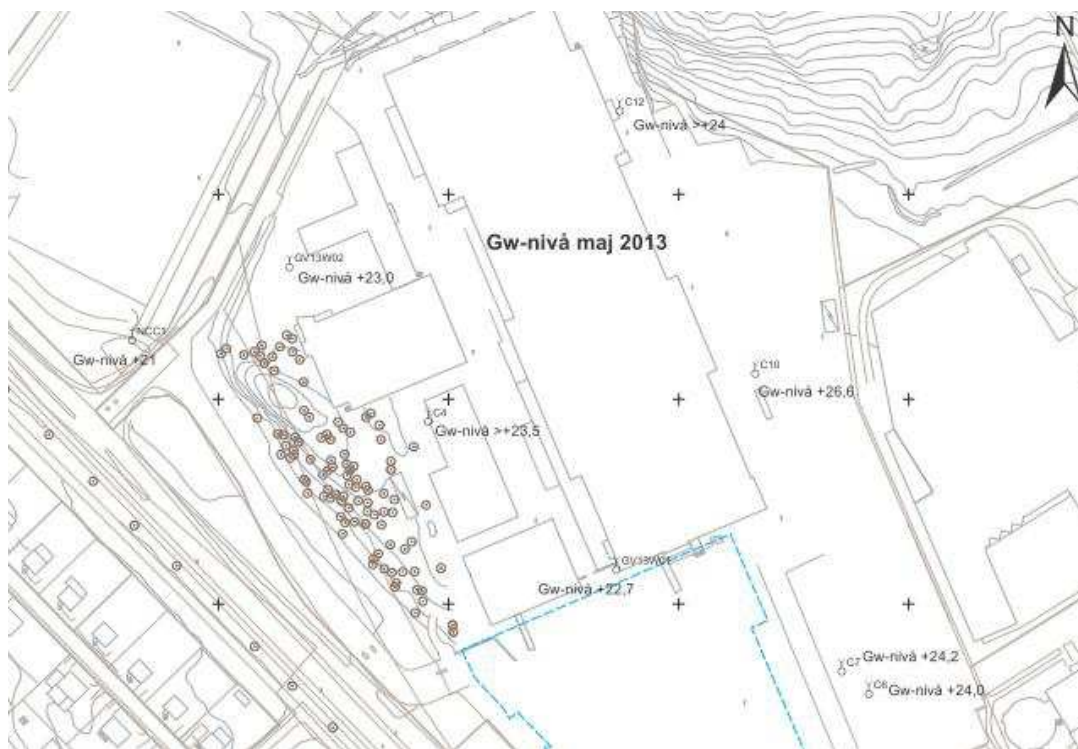 N
C12
Gw-nivå >+24
Gw-nivå maj 2013
GV13W02
Gw-nivå +23,0
NCC1
Gw-nivå +21
C10
Gw-nivå +26,6
C4
Gw-nivå >+23,5
Gw-nivå +22,7
C7 Gw-nivå +24,2
Gw-nivå +24,0